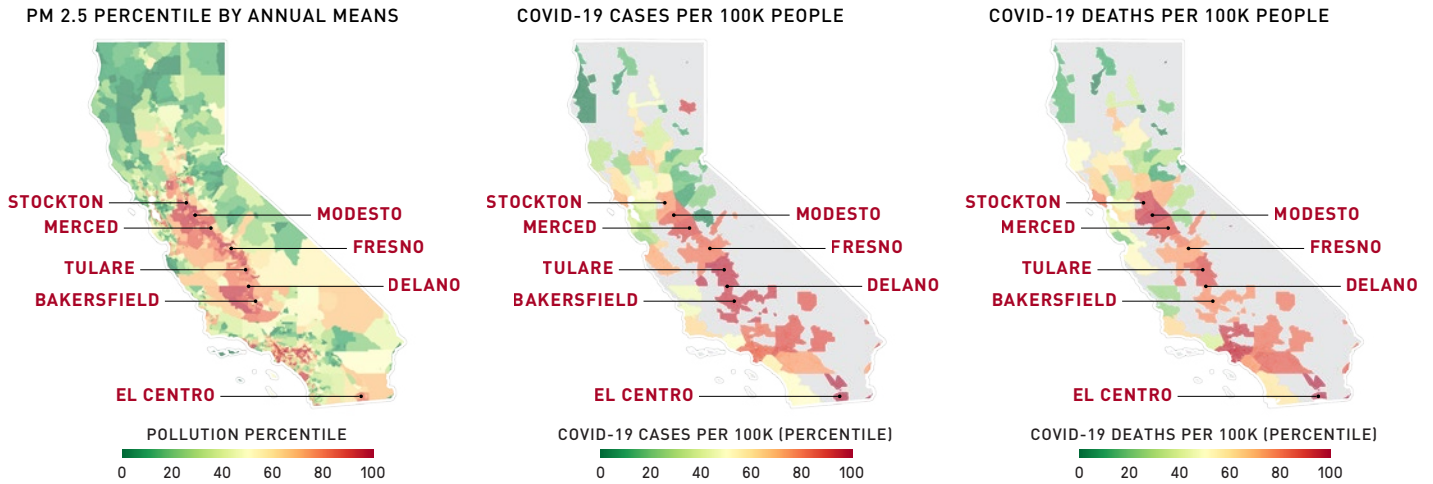 PM 2.5 PERCENTILE BY ANNUAL MEANS
STOCKTON
MODESTO
MERCED
FRESNO
TULARE
DELANO
BAKERSFIELD
EL CENTRO
POLLUTION PERCENTILE
0 20 40 60 80 100
COVID-19 CASES PER 100K PEOPLE
STOCKTON
MODESTO
MERCED
FRESNO
TULARE
DELANO
BAKERSFIELD
EL CENTRO
COVID-19 CASES PER 100K (PERCENTILE)
0 20 40 60 80 100
COVID-19 DEATHS PER 100K PEOPLE
STOCKTON
MODESTO
MERCED
FRESNO
TULARE
DELANO
BAKERSFIELD
EL CENTRO
COVID-19 DEATHS PER 100K (PERCENTILE)
0 20 40 60 80 100